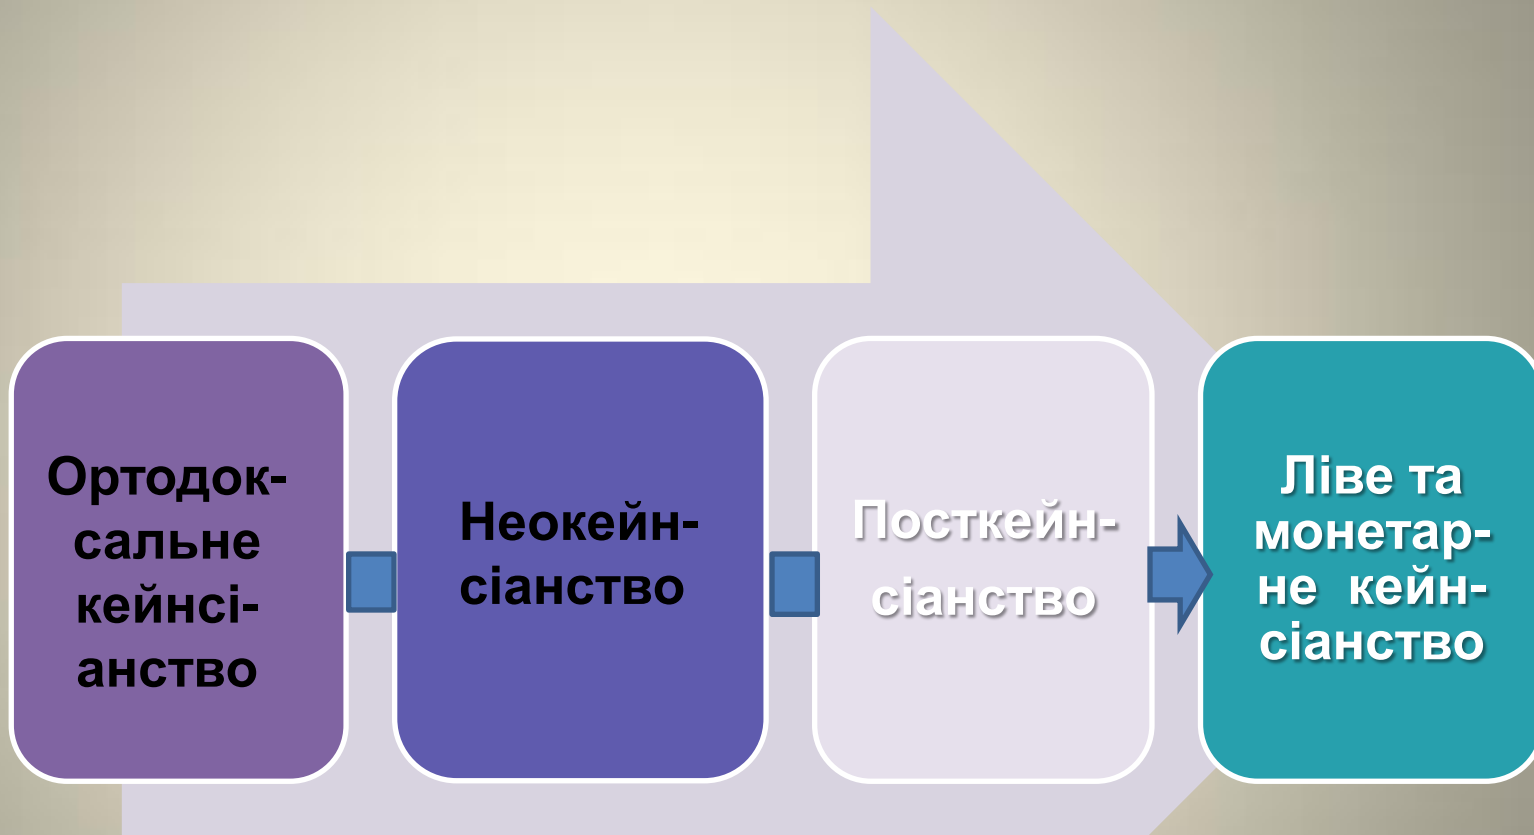 Ортодок-
сальне
кейнсі-
анство
Неокейн-
сіанство
Посткейн-
сіанство
Ліве та
монетар-
не кейн-
сіанство